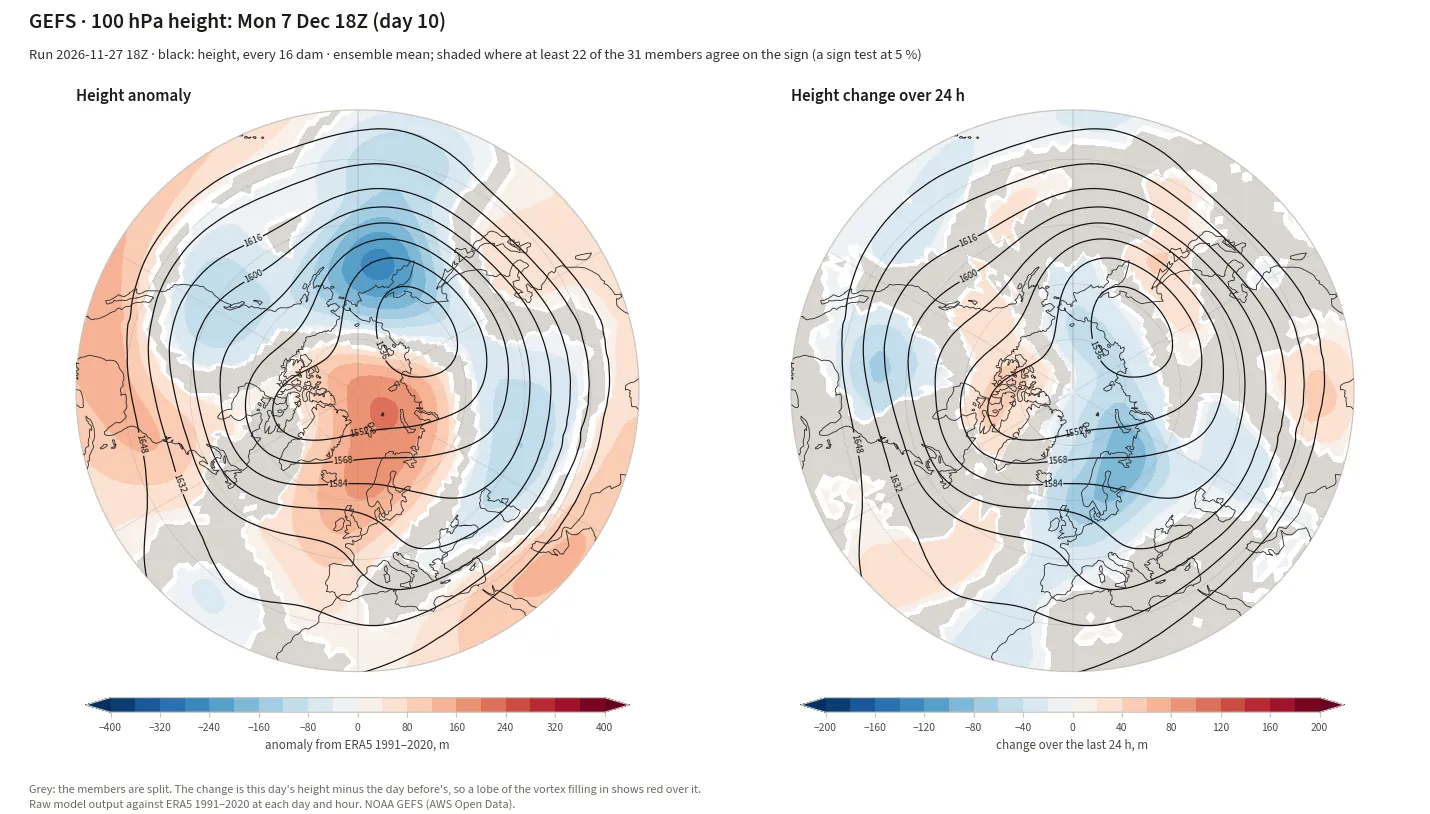 GEFS · 100 hPa height: Mon 7 Dec 18Z (day 10)
Run 2026-11-27 18Z · black: height, every 16 dam · ensemble mean; shaded where at least 22 of the 31 members agree on the sign (a sign test at 5 %)
Height anomaly
Height change over 24 h
1616
1600
1536
1552
1568
1584
1648
1632
1616
1600
1536
1552
1568
1584
1648
1632
−400 −320 −240 −160 −80 0 80 160 240 320 400
anomaly from ERA5 1991–2020, m
−200 −160 −120 −80 −40 0 40 80 120 160 200
change over the last 24 h, m
Grey: the members are split. The change is this day's height minus the day before's, so a lobe of the vortex filling in shows red over it.
Raw model output against ERA5 1991–2020 at each day and hour. NOAA GEFS (AWS Open Data).